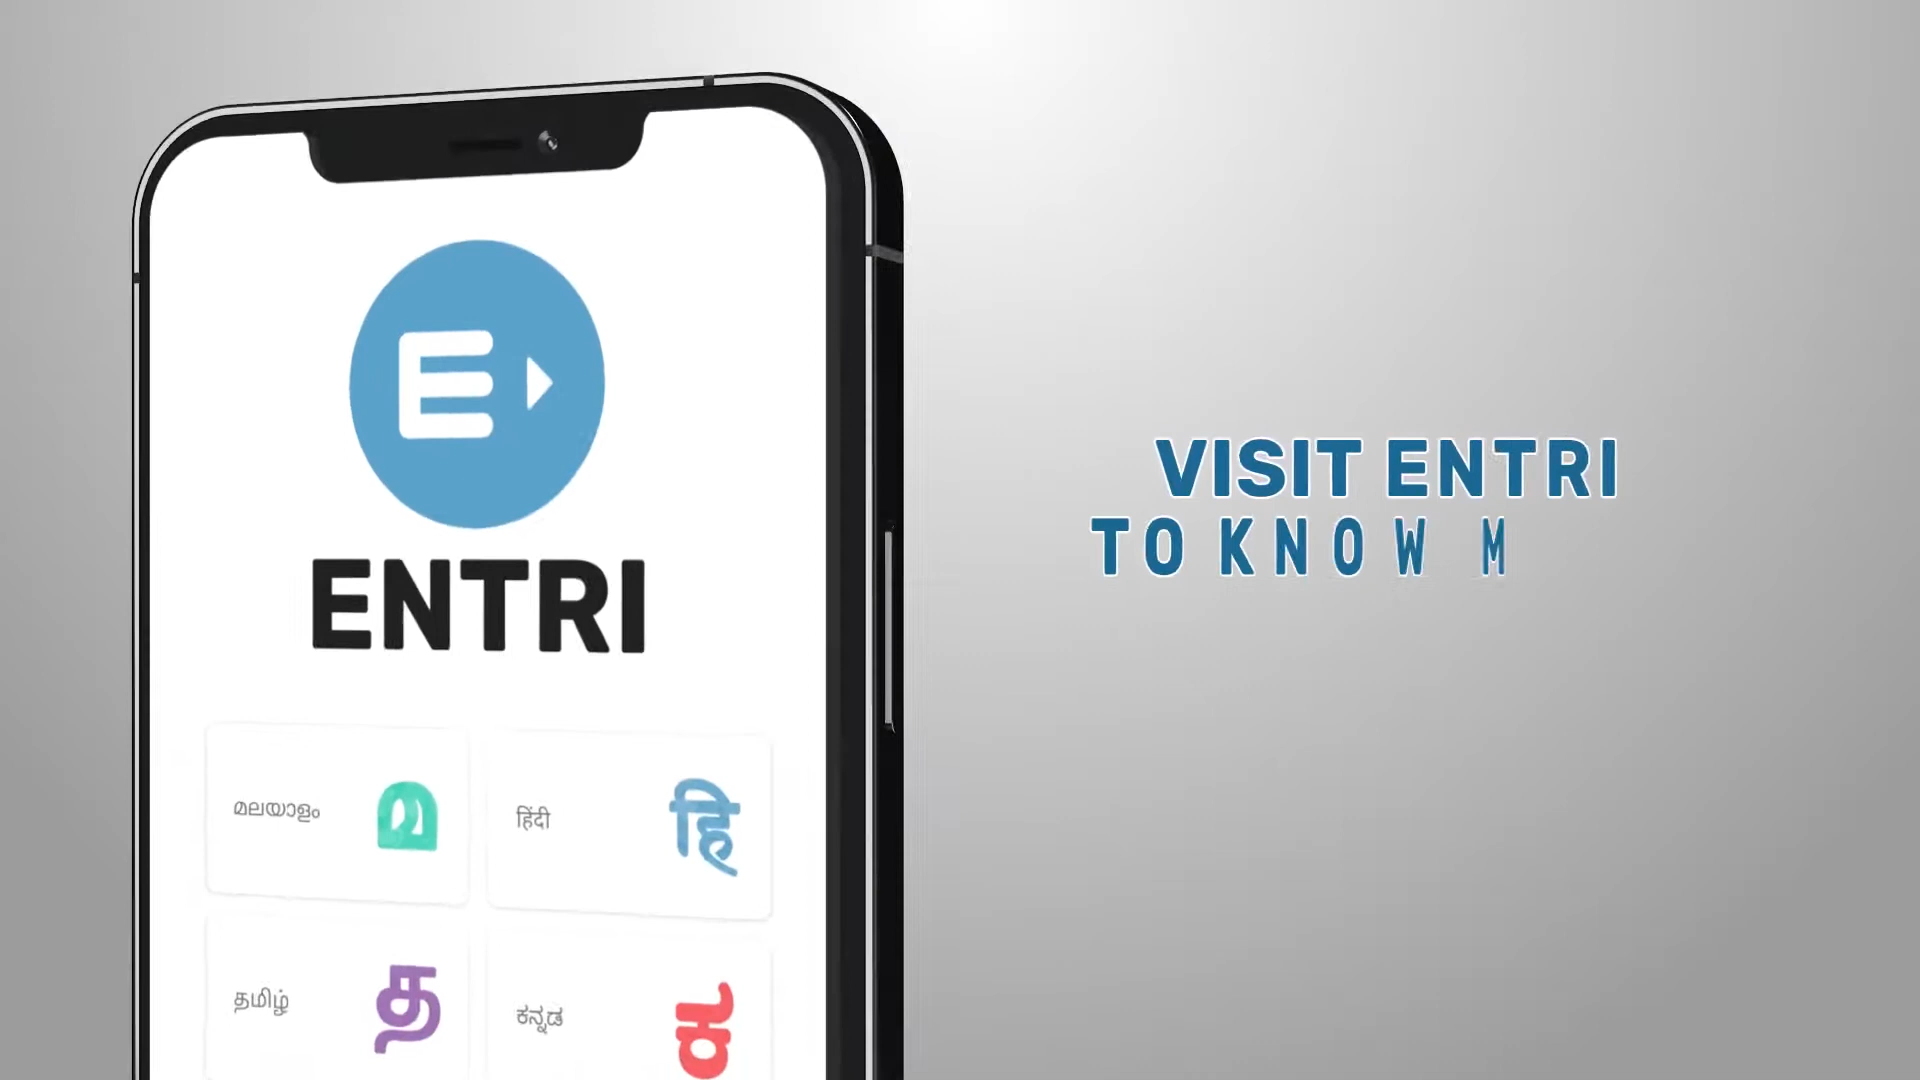 E
ENTRI
മലയാളം
മ
हिंदी
हि
தமிழ்
த
ಕನ್ನಡ
ಕ
VISIT ENTRI
TO KNOW M